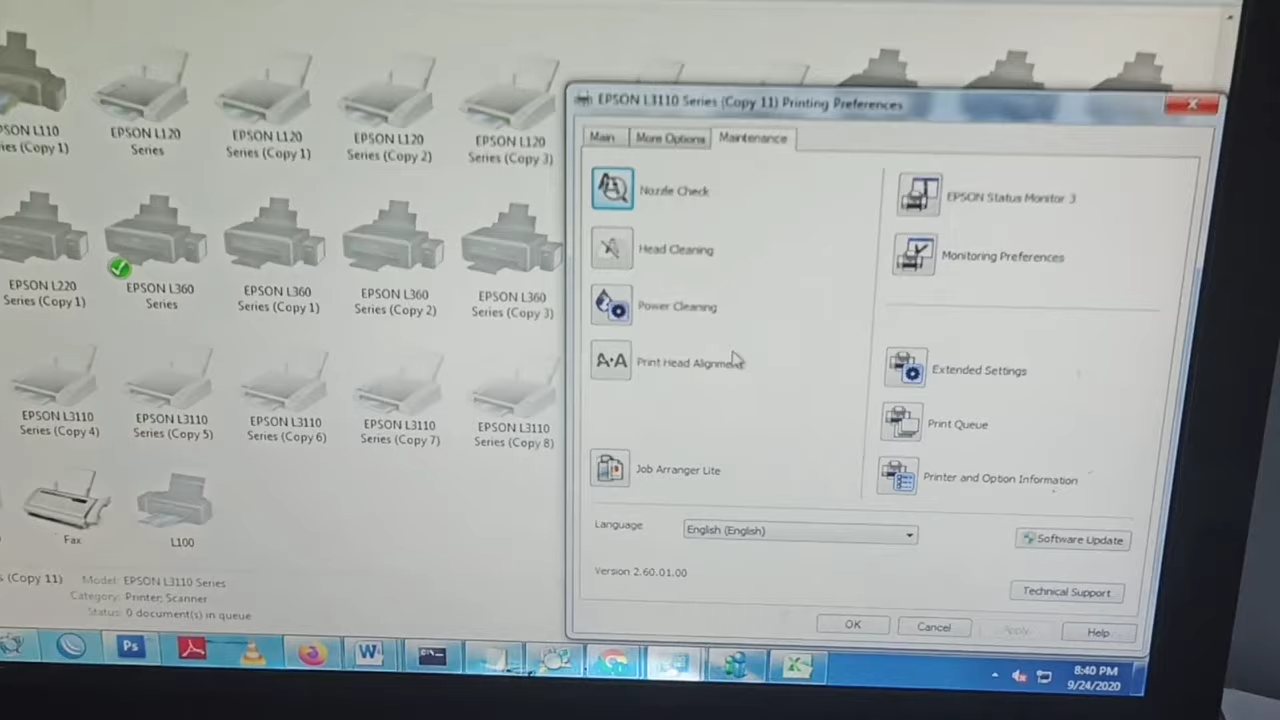 EPSON L3110 Series (Copy 11) Printing Preferences
Main
More Options
Maintenance
Nozzle Check
Head Cleaning
Power Cleaning
Print Head Alignment
Job Arranger Lite
EPSON Status Monitor 3
Monitoring Preferences
Extended Settings
Print Queue
Printer and Option Information
Language
English (English)
Software Update
Version 2.60.01.00
Technical Support
OK
Cancel
Apply
Help
EPSON L120
Series
EPSON L120
Series (Copy 1)
EPSON L120
Series (Copy 2)
EPSON L120
Series (Copy 3)
EPSON L220
Series (Copy 1)
EPSON L360
Series
EPSON L360
Series (Copy 1)
EPSON L360
Series (Copy 2)
EPSON L360
Series (Copy 3)
EPSON L3110
Series (Copy 4)
EPSON L3110
Series (Copy 5)
EPSON L3110
Series (Copy 6)
EPSON L3110
Series (Copy 7)
EPSON L3110
Series (Copy 8)
Fax
L100
(Copy 11)
Model: EPSON L3110 Series
Category: Printer; Scanner
Status: 0 document(s) in queue
Ps
W
8:40 PM
9/24/2020